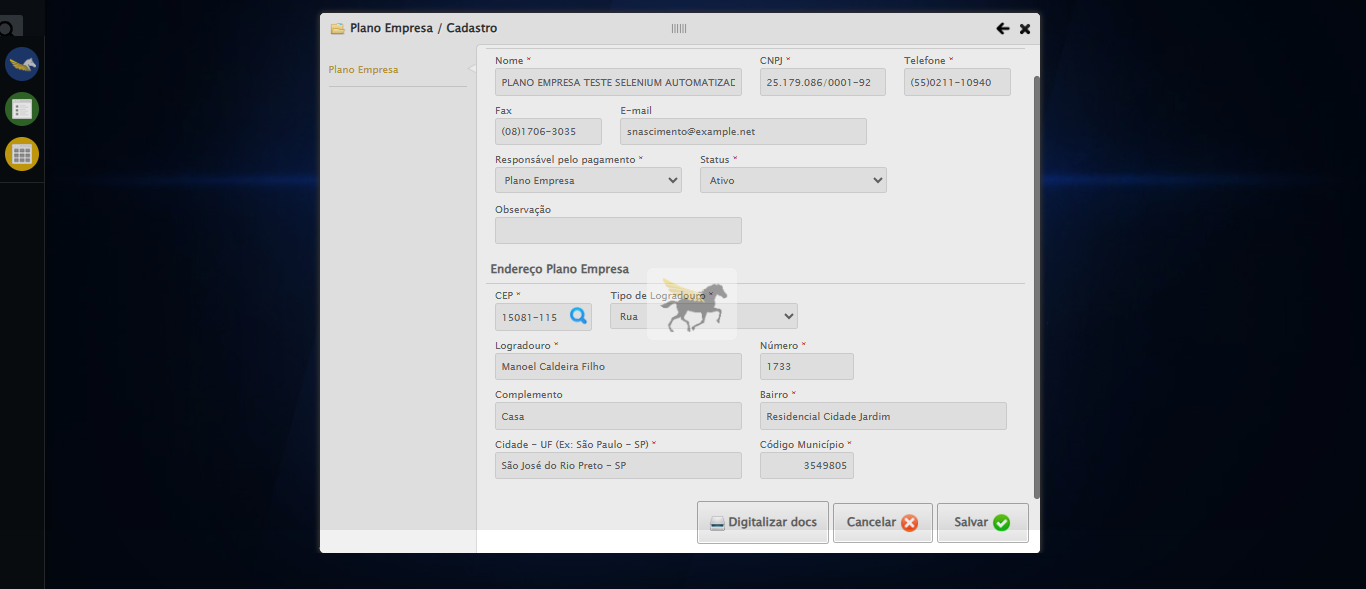 Plano Empresa / Cadastro
Plano Empresa
Nome * CNPJ * Telefone *
PLANO EMPRESA TESTE SELENIUM AUTOMATIZAD 25.179.086/0001-92 (55)0211-10940
Fax E-mail
(08)1706-3035 snascimento@example.net
Responsável pelo pagamento * Status *
Plano Empresa Ativo
Observação
Endereço Plano Empresa
CEP * Tipo de Logradouro *
15081-115 Rua
Logradouro * Número *
Manoel Caldeira Filho 1733
Complemento Bairro *
Casa Residencial Cidade Jardim
Cidade - UF (Ex: São Paulo - SP) * Código Município *
São José do Rio Preto - SP 3549805
Digitalizar docs Cancelar Salvar